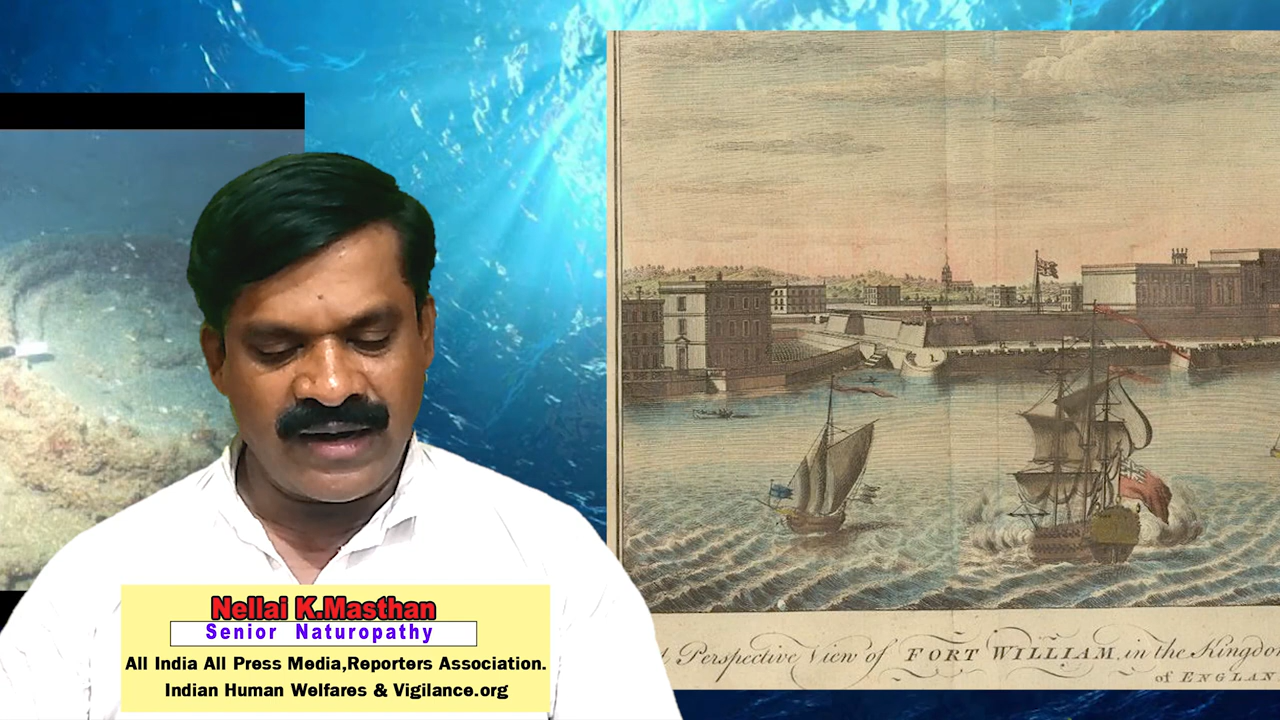 Nellai K.Masthan
Senior Naturopathy
All India All Press Media,Reporters Association.
Indian Human Welfares & Vigilance.org
Perspective View of FORT WILLIAM, in the
of ENGLAN